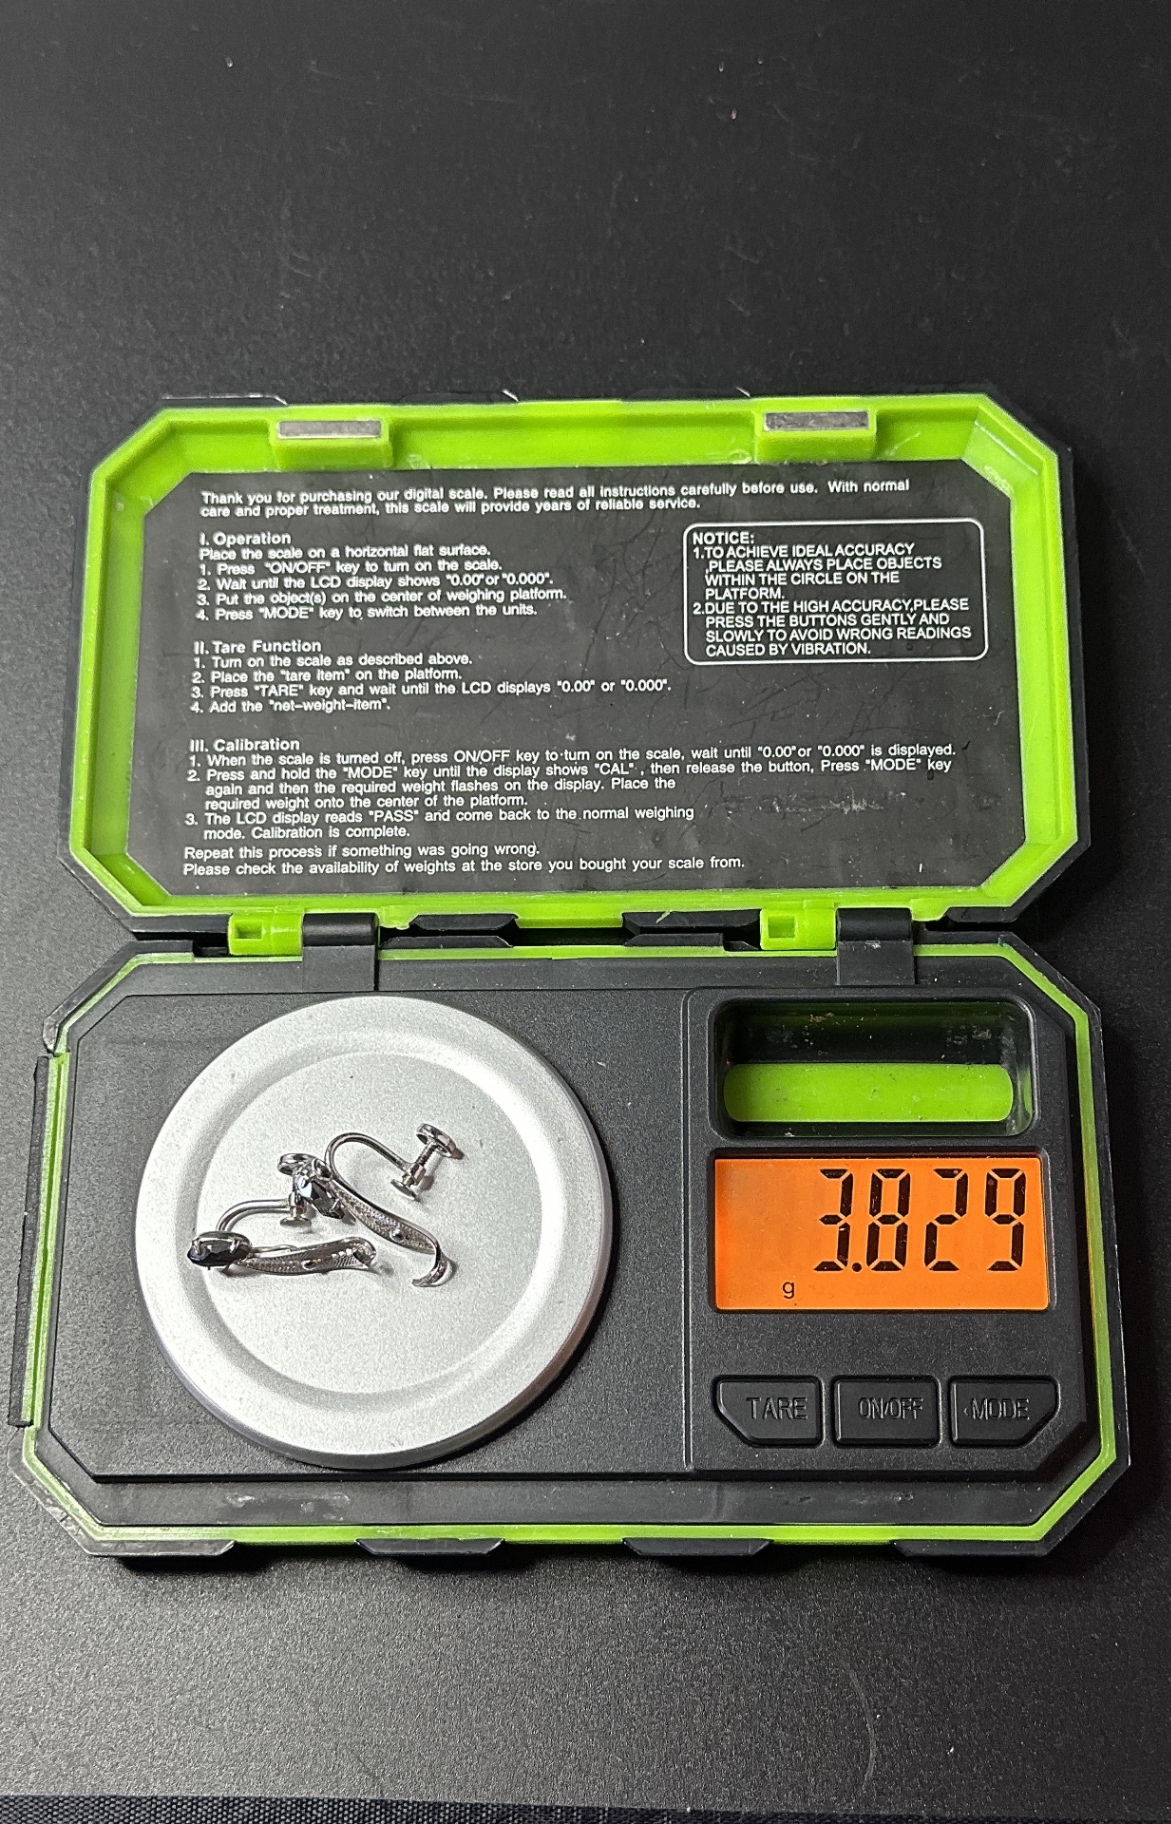 Thank you for purchasing our digital scale. Please read all instructions carefully before use. With normal
care and proper treatment, this scale will provide years of reliable service.
I. Operation
Place the scale on a horizontal flat surface.
1. Press "ON/OFF" key to turn on the scale.
2. Wait until the LCD display shows "0.00"or "0.000".
3. Put the object(s) on the center of weighing platform.
4. Press "MODE" key to switch between the units.
NOTICE:
1.TO ACHIEVE IDEAL ACCURACY
,PLEASE ALWAYS PLACE OBJECTS
WITHIN THE CIRCLE ON THE
PLATFORM.
2.DUE TO THE HIGH ACCURACY,PLEASE
PRESS THE BUTTONS GENTLY AND
SLOWLY TO AVOID WRONG READINGS
CAUSED BY VIBRATION.
II. Tare Function
1. Turn on the scale as described above.
2. Place the "tare item" on the platform.
3. Press "TARE" key and wait until the LCD displays "0.00" or "0.000".
4. Add the "net-weight-item".
III. Calibration
1. When the scale is turned off, press ON/OFF key to turn on the scale, wait until "0.00"or "0.000" is displayed.
2. Press and hold the "MODE" key until the display shows "CAL" , then release the button, Press "MODE" key
again and then the required weight flashes on the display. Place the
required weight onto the center of the platform.
3. The LCD display reads "PASS" and come back to the normal weighing
mode. Calibration is complete.
Repeat this process if something was going wrong.
Please check the availability of weights at the store you bought your scale from.
3.829
g
TARE ON/OFF MODE